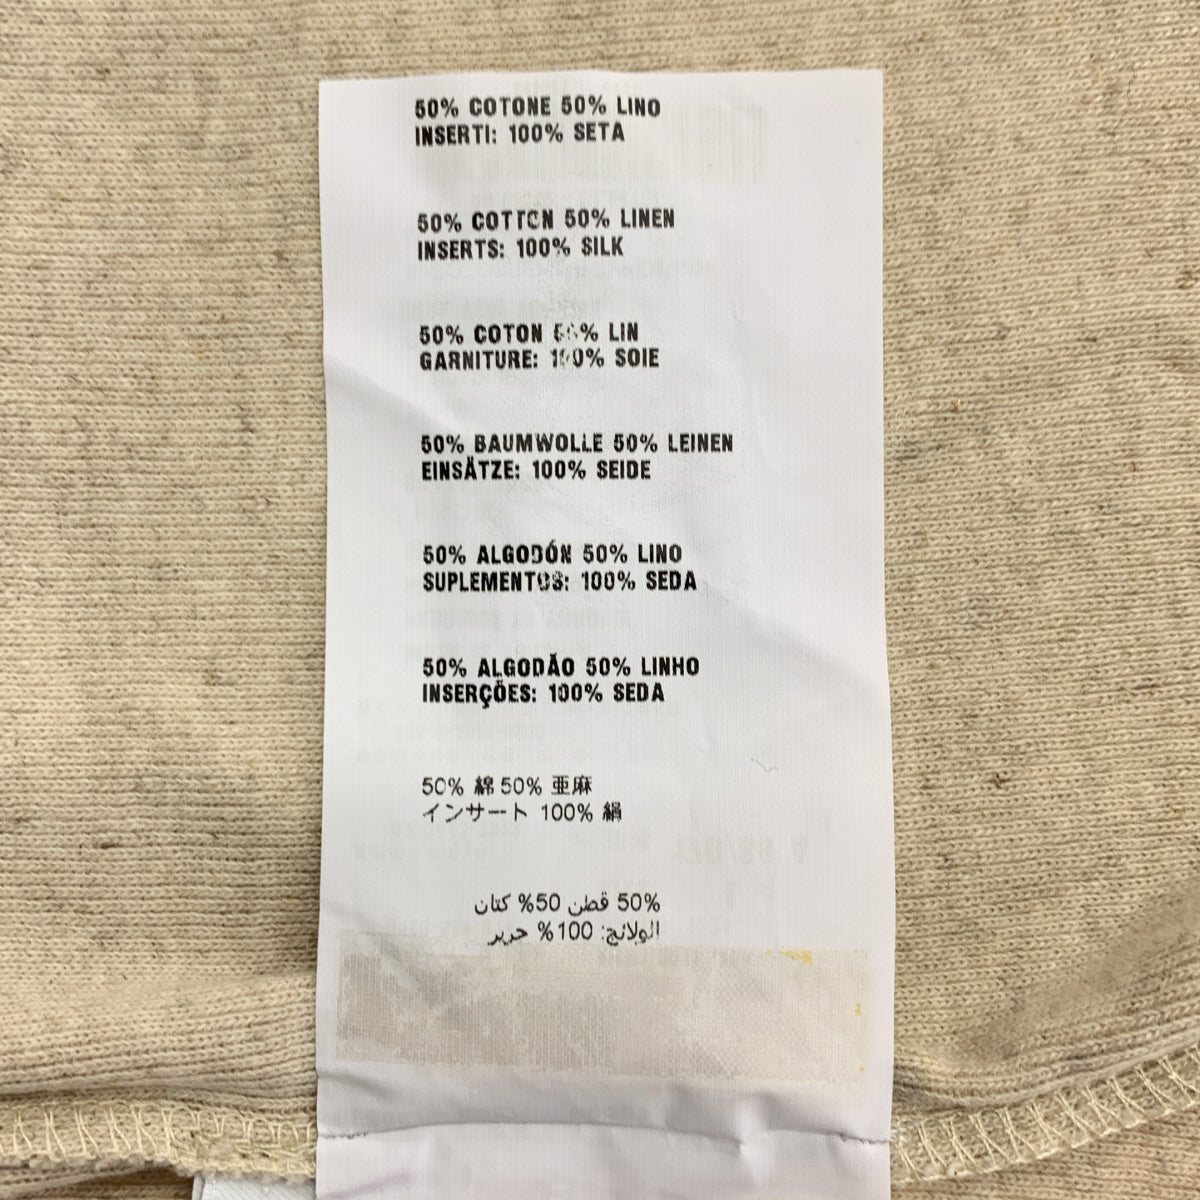 50% COTONE 50% LINO
INSERTI: 100% SETA
50% COTTON 50% LINEN
INSERTS: 100% SILK
50% COTON 50% LIN
GARNITURE: 100% SOIE
50% BAUMWOLLE 50% LEINEN
EINSÄTZE: 100% SEIDE
50% ALGODÓN 50% LINO
SUPLEMENTOS: 100% SEDA
50% ALGODÃO 50% LINHO
INSERÇÕES: 100% SEDA
50% 綿 50% 亜麻
インサート 100% 絹
50% قطن 50% كتان
الولائج: 100% حرير